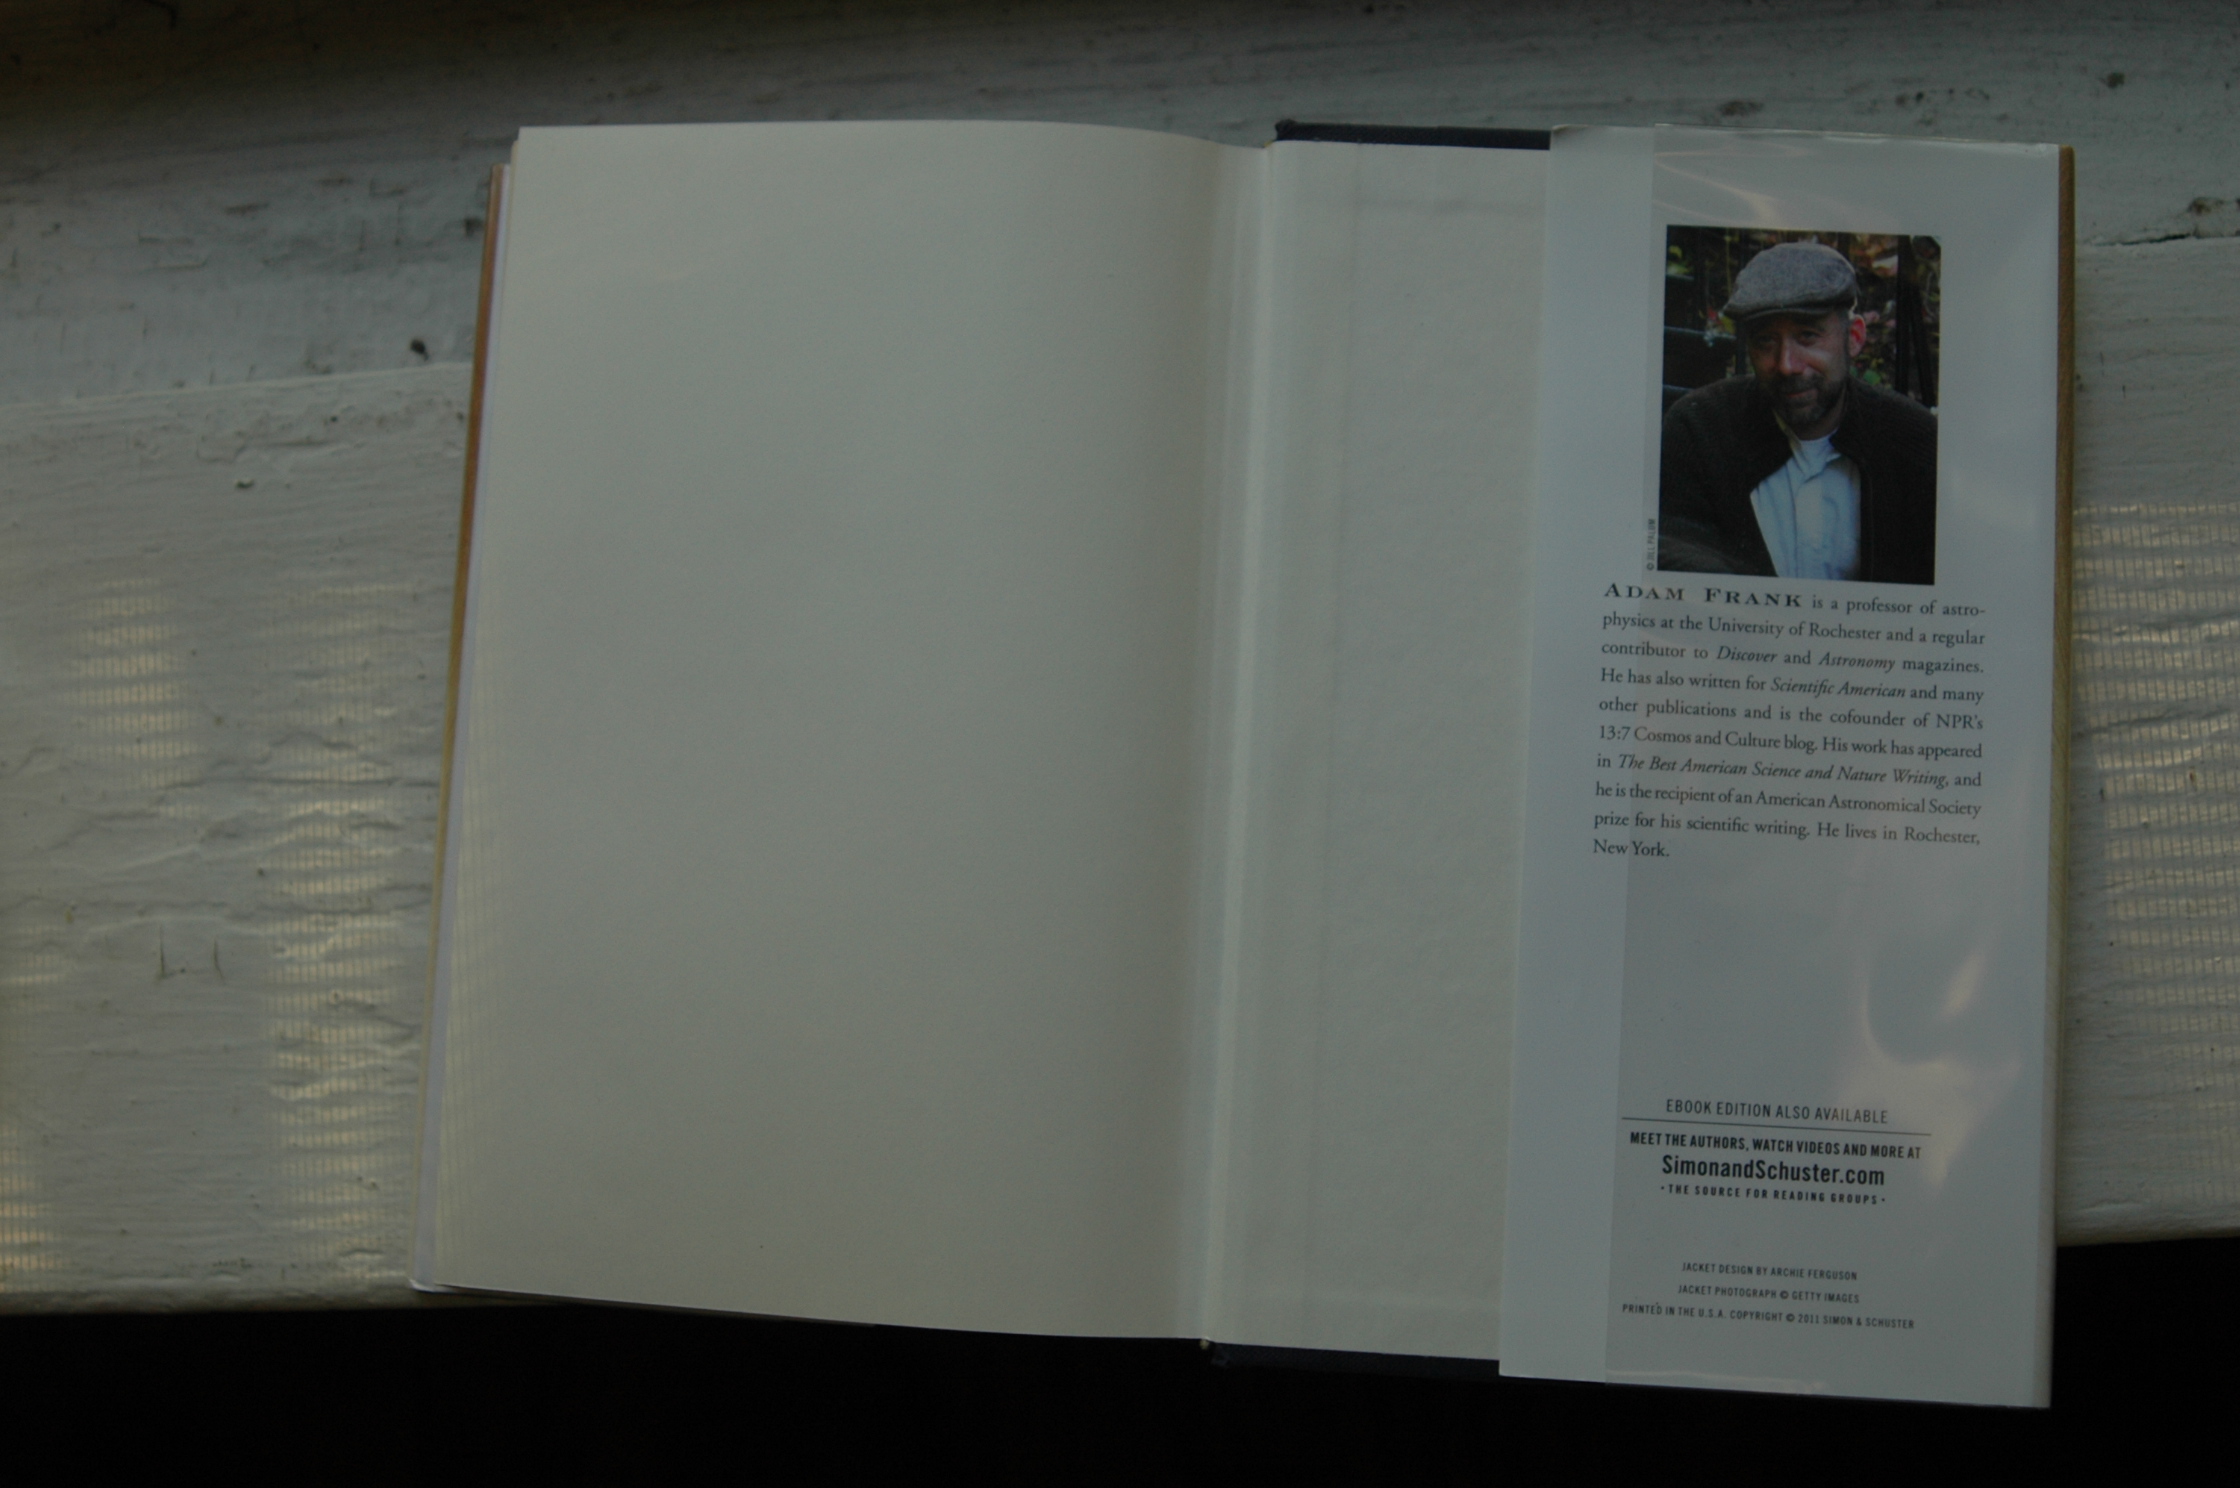 © JILL PALUM
ADAM FRANK is a professor of astro-
physics at the University of Rochester and a regular
contributor to Discover and Astronomy magazines.
He has also written for Scientific American and many
other publications and is the cofounder of NPR's
13:7 Cosmos and Culture blog. His work has appeared
in The Best American Science and Nature Writing, and
he is the recipient of an American Astronomical Society
prize for his scientific writing. He lives in Rochester,
New York.
EBOOK EDITION ALSO AVAILABLE
MEET THE AUTHORS, WATCH VIDEOS AND MORE AT
SimonandSchuster.com
• THE SOURCE FOR READING GROUPS •
JACKET DESIGN BY ARCHIE FERGUSON
JACKET PHOTOGRAPH © GETTY IMAGES
PRINTED IN THE U.S.A. COPYRIGHT © 2011 SIMON & SCHUSTER